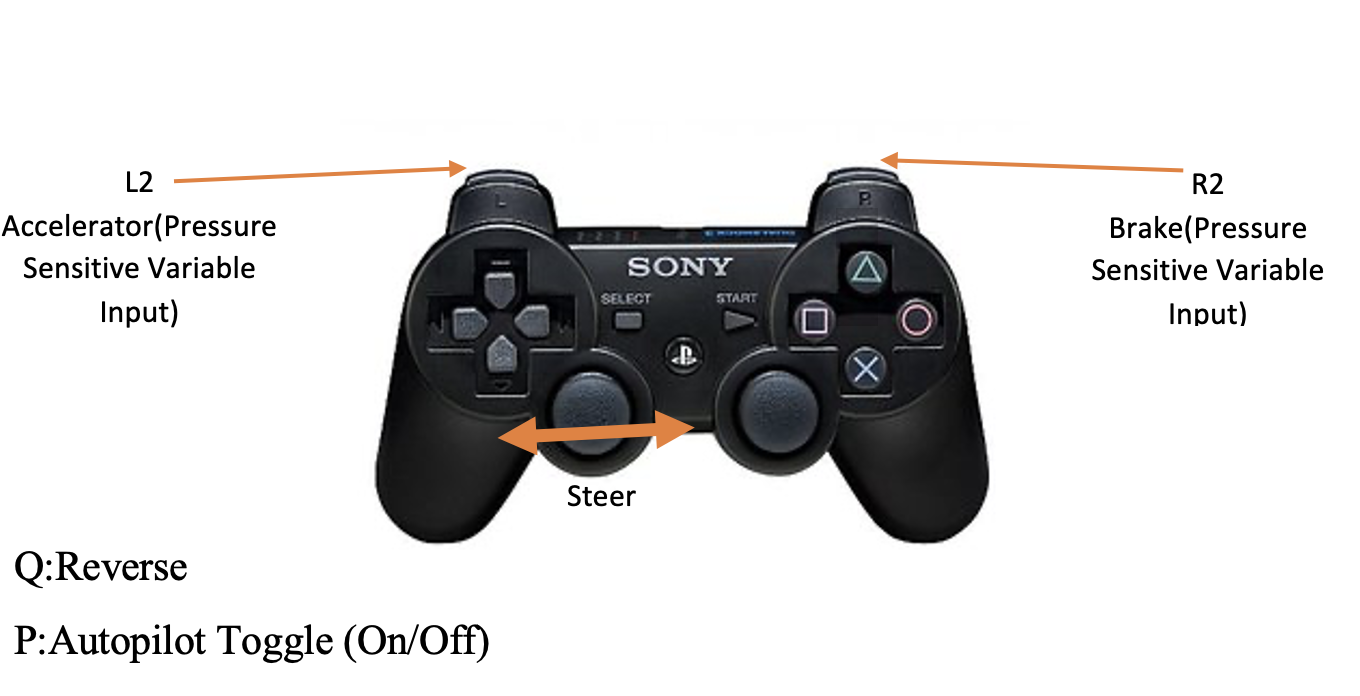 L2
Accelerator(Pressure
Sensitive Variable
Input)
R2
Brake(Pressure
Sensitive Variable
Input)
SONY
SELECT
START
Steer
Q:Reverse
P:Autopilot Toggle (On/Off)